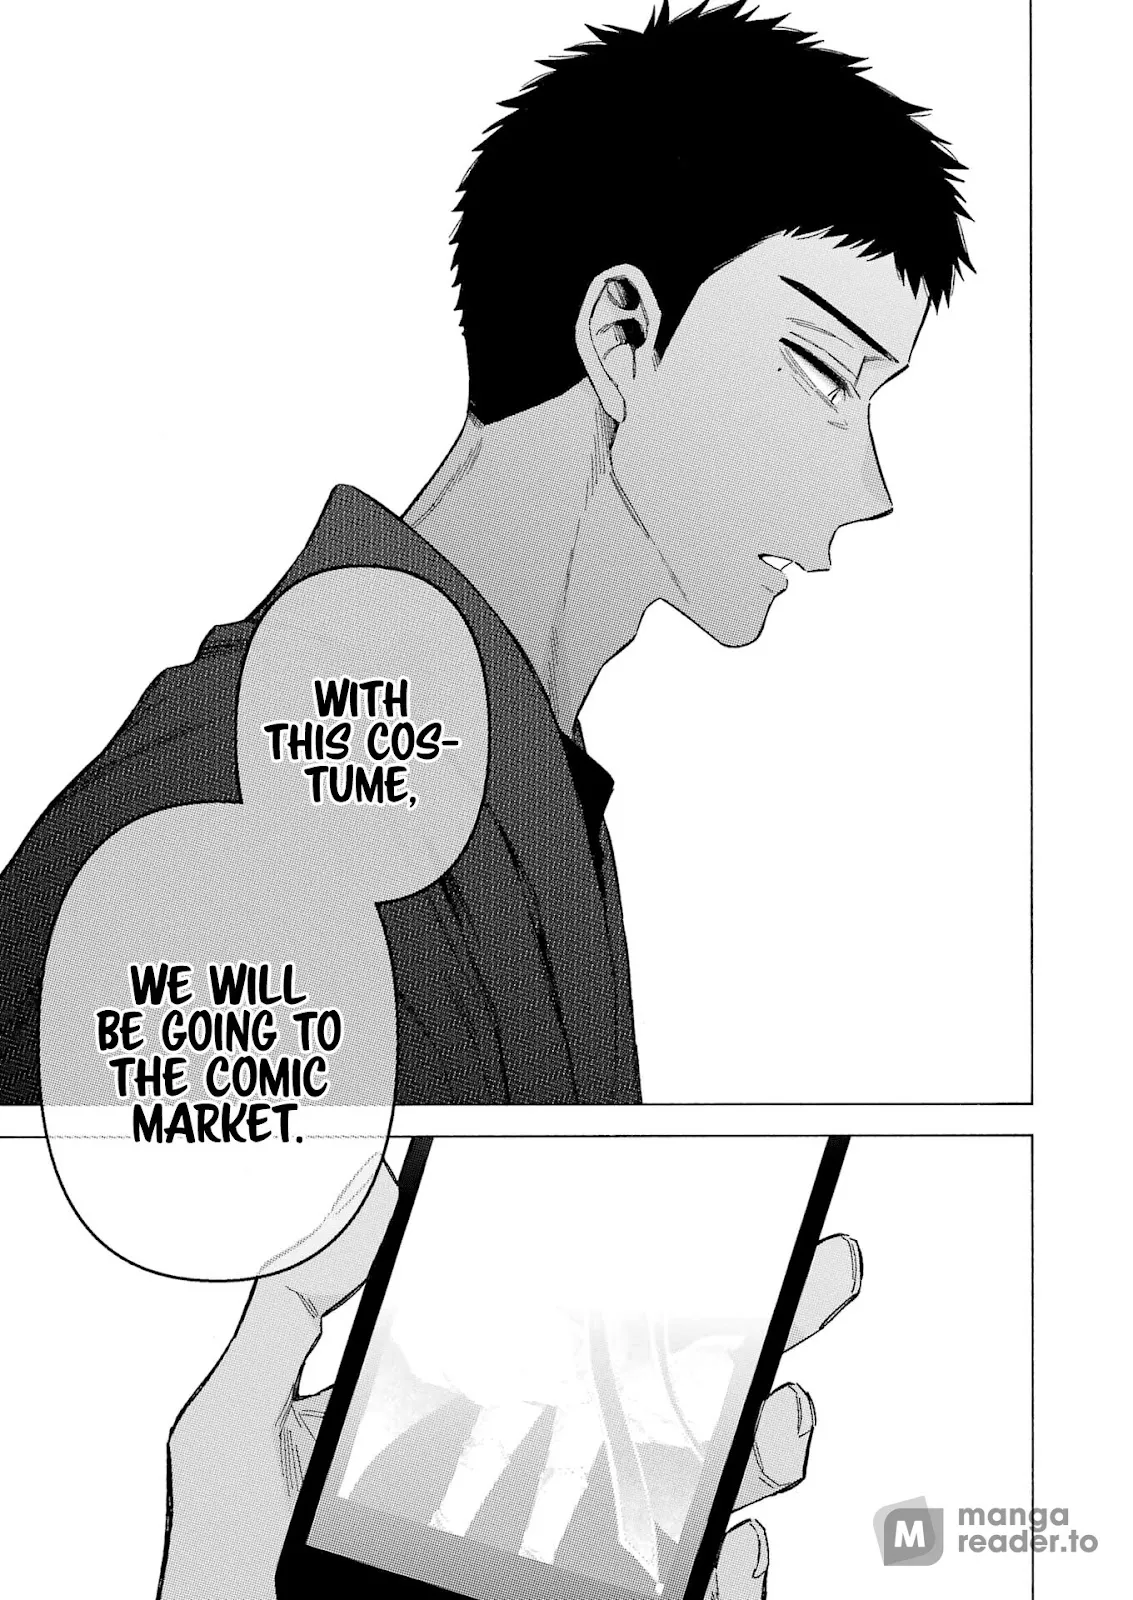 WITH
THIS COS-
TUME,
WE WILL
BE GOING TO
THE COMIC
MARKET.
M manga
reader.to